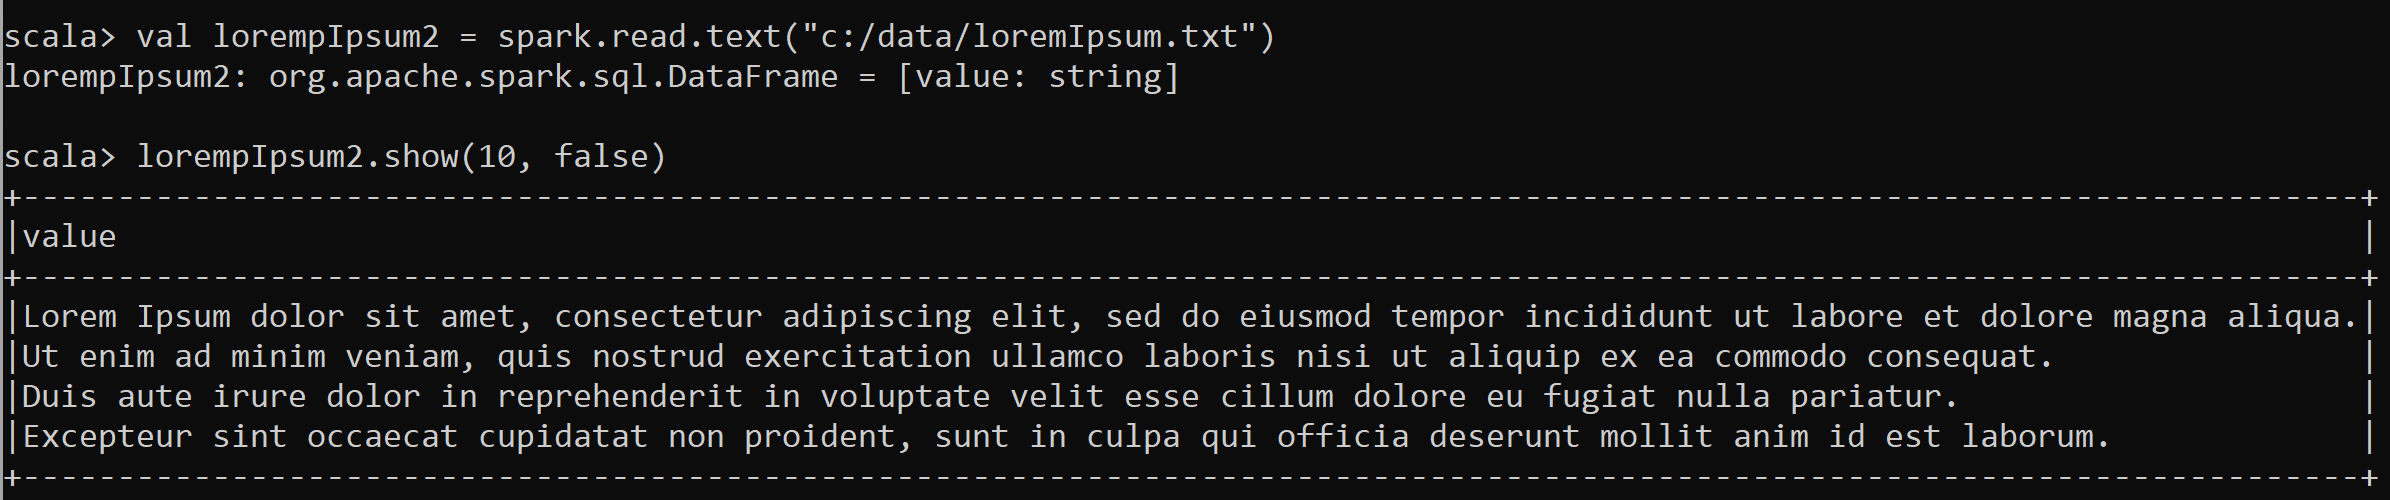 scala> val lorempIpsum2 = spark.read.text("c:/data/loremIpsum.txt")
lorempIpsum2: org.apache.spark.sql.DataFrame = [value: string]
scala> lorempIpsum2.show(10, false)
+---------------------------------------------------------------------------------------------------------------------------+
|value                                                                                                                      |
+---------------------------------------------------------------------------------------------------------------------------+
|Lorem Ipsum dolor sit amet, consectetur adipiscing elit, sed do eiusmod tempor incididunt ut labore et dolore magna aliqua.|
|Ut enim ad minim veniam, quis nostrud exercitation ullamco laboris nisi ut aliquip ex ea commodo consequat.                |
|Duis aute irure dolor in reprehenderit in voluptate velit esse cillum dolore eu fugiat nulla pariatur.                     |
|Excepteur sint occaecat cupidatat non proident, sunt in culpa qui officia deserunt mollit anim id est laborum.             |
+---------------------------------------------------------------------------------------------------------------------------+